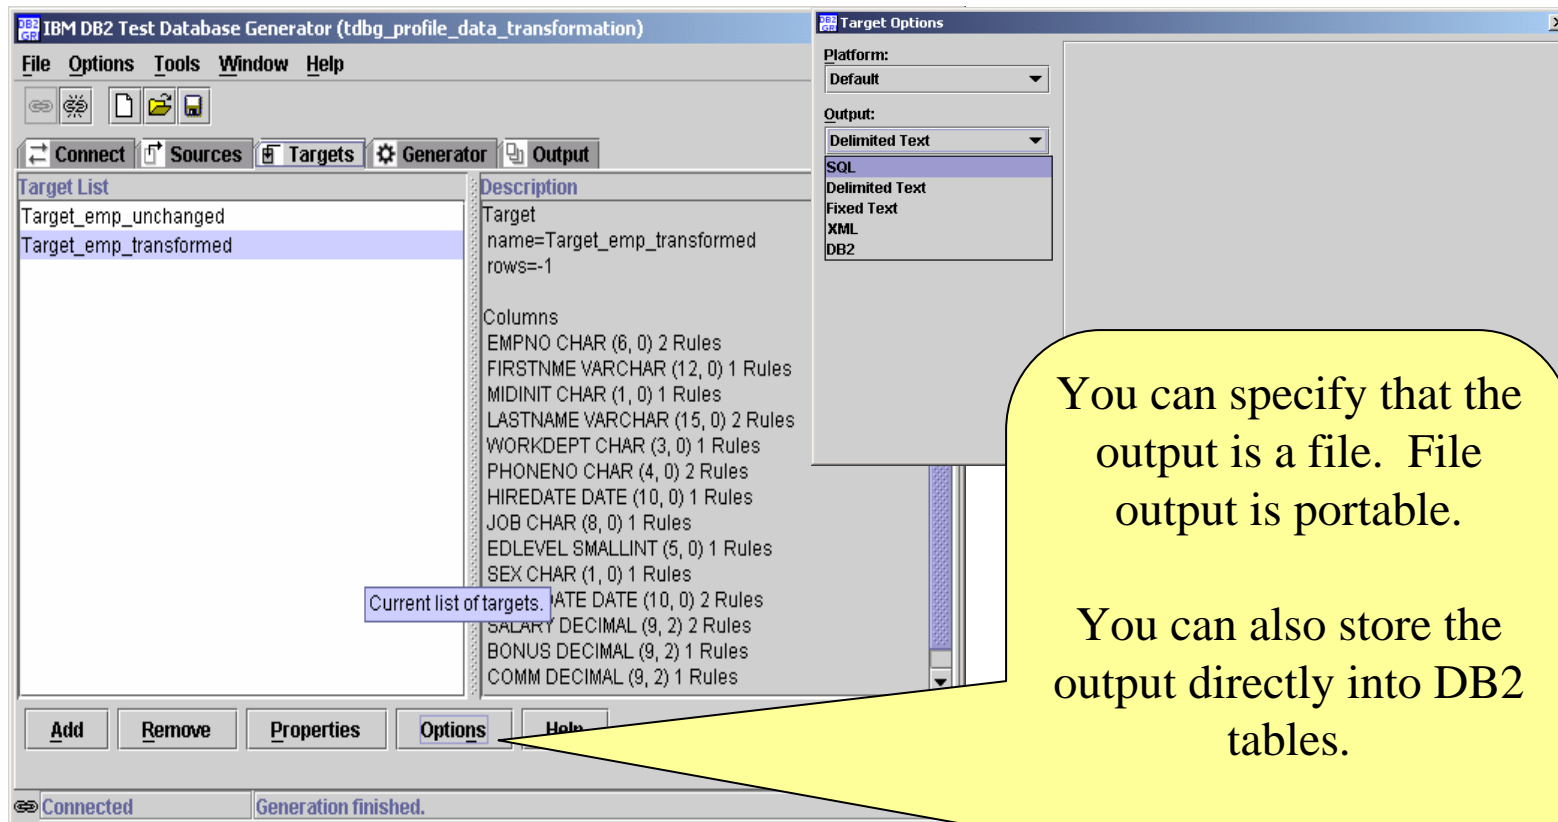 IBM DB2 Test Database Generator (tdbg_profile_data_transformation)
File Options Tools Window Help
Connect Sources Targets Generator Output
Target List
Target_emp_unchanged
Target_emp_transformed
Description
Target
name=Target_emp_transformed
rows=-1
Columns
EMPNO CHAR (6, 0) 2 Rules
FIRSTNME VARCHAR (12, 0) 1 Rules
MIDINIT CHAR (1, 0) 1 Rules
LASTNAME VARCHAR (15, 0) 2 Rules
WORKDEPT CHAR (3, 0) 1 Rules
PHONENO CHAR (4, 0) 2 Rules
HIREDATE DATE (10, 0) 1 Rules
JOB CHAR (8, 0) 1 Rules
EDLEVEL SMALLINT (5, 0) 1 Rules
SEX CHAR (1, 0) 1 Rules
ATE DATE (10, 0) 2 Rules
SALARY DECIMAL (9, 2) 2 Rules
BONUS DECIMAL (9, 2) 1 Rules
COMM DECIMAL (9, 2) 1 Rules
Current list of targets.
Add Remove Properties Options Help
Connected Generation finished.
Target Options
Platform:
Default
Output:
Delimited Text
SQL
Delimited Text
Fixed Text
XML
DB2
You can specify that the
output is a file. File
output is portable.
You can also store the
output directly into DB2
tables.